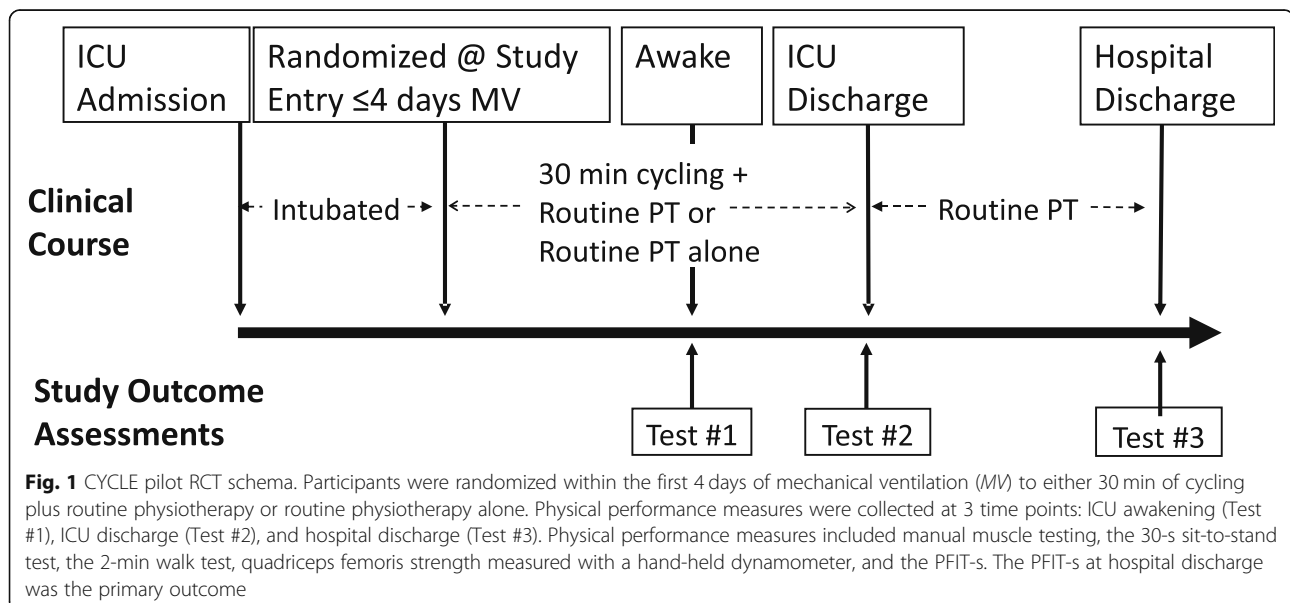 ICU
Admission
Randomized @ Study
Entry ≤4 days MV
Awake
ICU
Discharge
Hospital
Discharge
Clinical
Course
Intubated
30 min cycling +
Routine PT or
Routine PT alone
Routine PT
Study Outcome
Assessments
Test #1
Test #2
Test #3
Fig. 1 CYCLE pilot RCT schema. Participants were randomized within the first 4 days of mechanical ventilation (MV) to either 30 min of cycling
plus routine physiotherapy or routine physiotherapy alone. Physical performance measures were collected at 3 time points: ICU awakening (Test
#1), ICU discharge (Test #2), and hospital discharge (Test #3). Physical performance measures included manual muscle testing, the 30-s sit-to-stand
test, the 2-min walk test, quadriceps femoris strength measured with a hand-held dynamometer, and the PFIT-s. The PFIT-s at hospital discharge
was the primary outcome